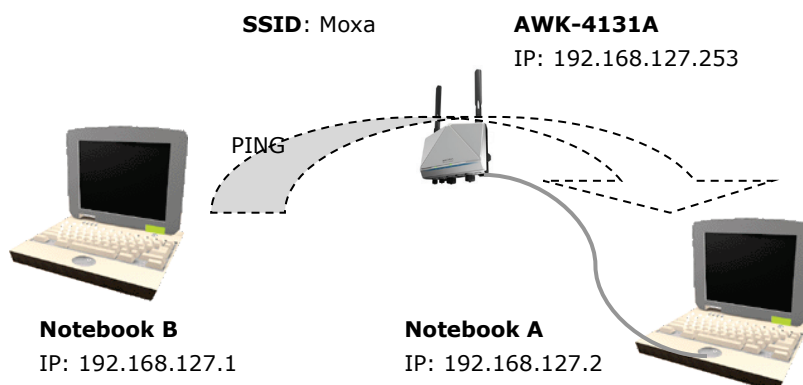 SSID: Moxa
AWK-4131A
IP: 192.168.127.253
PING
Notebook B
IP: 192.168.127.1
Notebook A
IP: 192.168.127.2